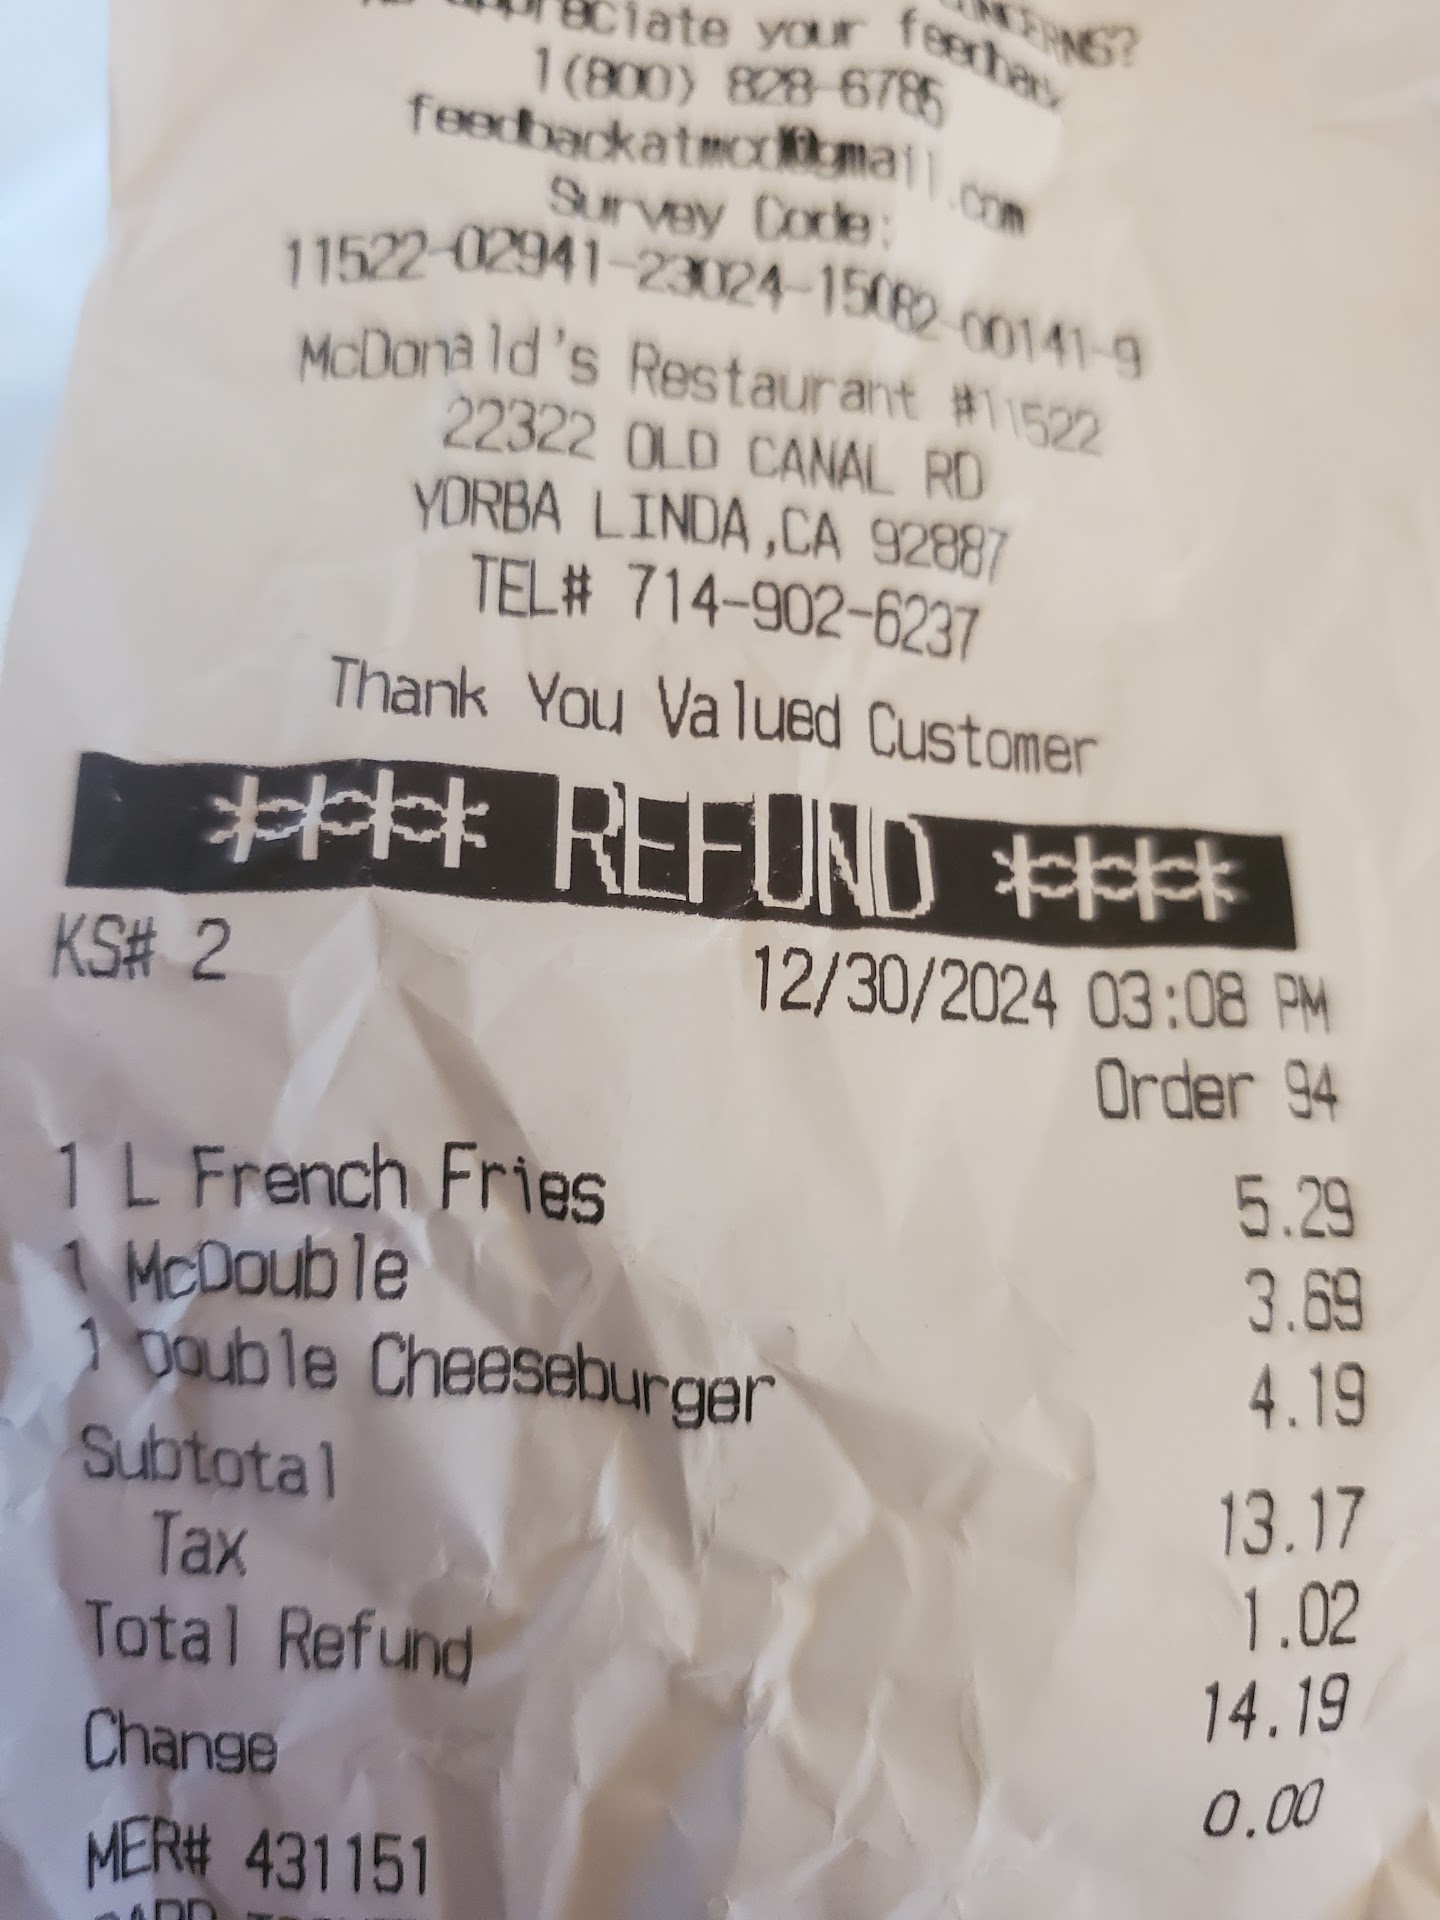 CONCERNS?
appreciate your feedback
1(800) 828-6785
feedbackatmcd@gmail.com
Survey Code:
11522-02941-23024-15082-00141-9
McDonald's Restaurant #11522
22322 OLD CANAL RD
YORBA LINDA,CA 92887
TEL# 714-902-6237
Thank You Valued Customer
**** REFUND ****
KS# 2 12/30/2024 03:08 PM
Order 94
1 L French Fries 5.29
1 McDouble 3.69
1 Double Cheeseburger 4.19
Subtotal 13.17
Tax 1.02
Total Refund 14.19
Change 0.00
MER# 431151